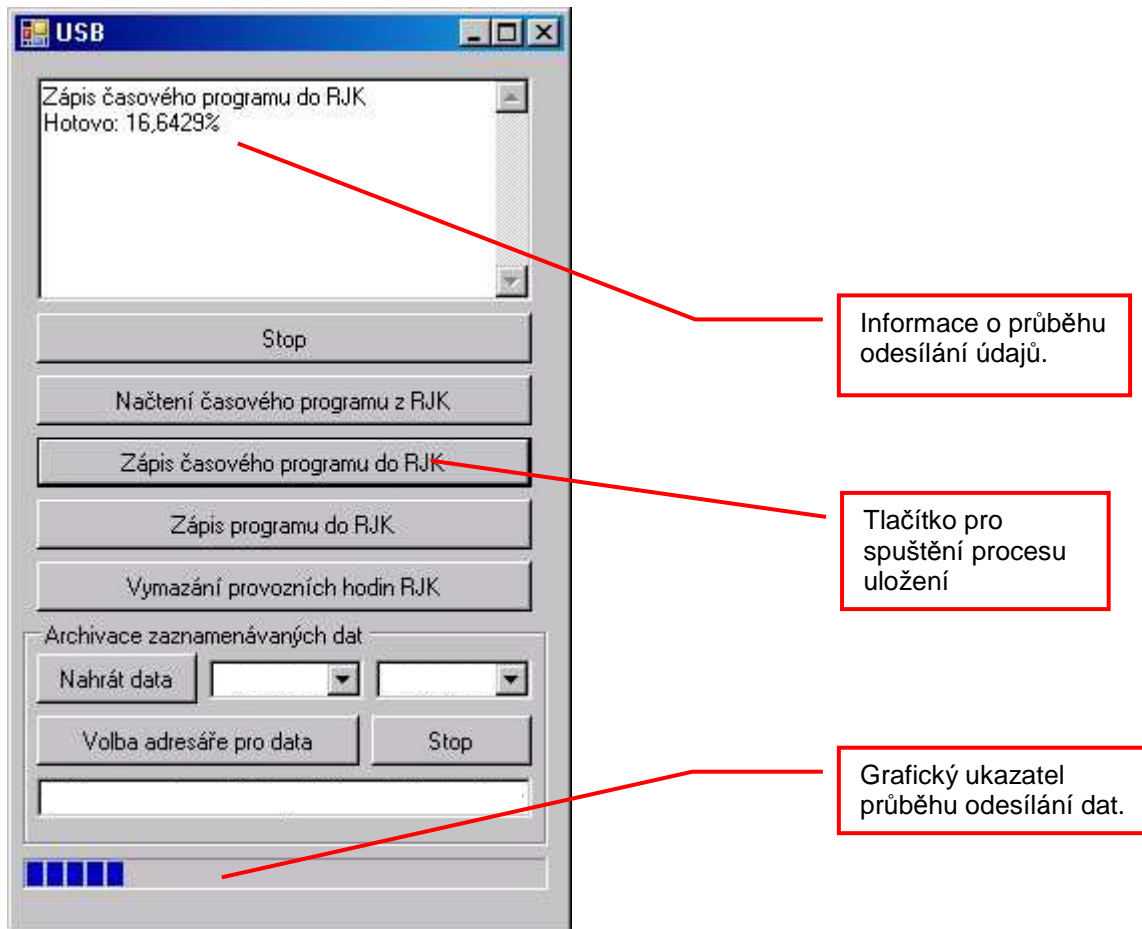 USB
Zápis časového programu do RJK
Hotovo: 16,6429%
Stop
Načtení časového programu z RJK
Zápis časového programu do RJK
Zápis programu do RJK
Vymazání provozních hodin RJK
Archivace zaznamenávaných dat
Nahrát data
Volba adresáře pro data
Stop
Informace o průběhu
odesílání údajů.
Tlačítko pro
spuštění procesu
uložení
Grafický ukazatel
průběhu odesílání dat.